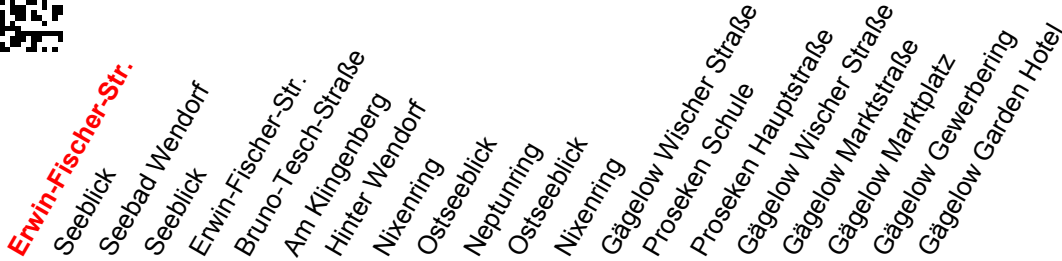 Erwin-Fischer-Str.
Seeblick
Seebad Wendorf
Seeblick
Erwin-Fischer-Str.
Bruno-Tesch-Straße
Am Klingenberg
Hinter Wendorf
Nixenring
Ostseeblick
Neptunring
Ostseeblick
Nixenring
Gägelow Wischer Straße
Proseken Schule
Proseken Hauptstraße
Gägelow Wischer Straße
Gägelow Marktstraße
Gägelow Marktplatz
Gägelow Gewerbering
Gägelow Garden Hotel